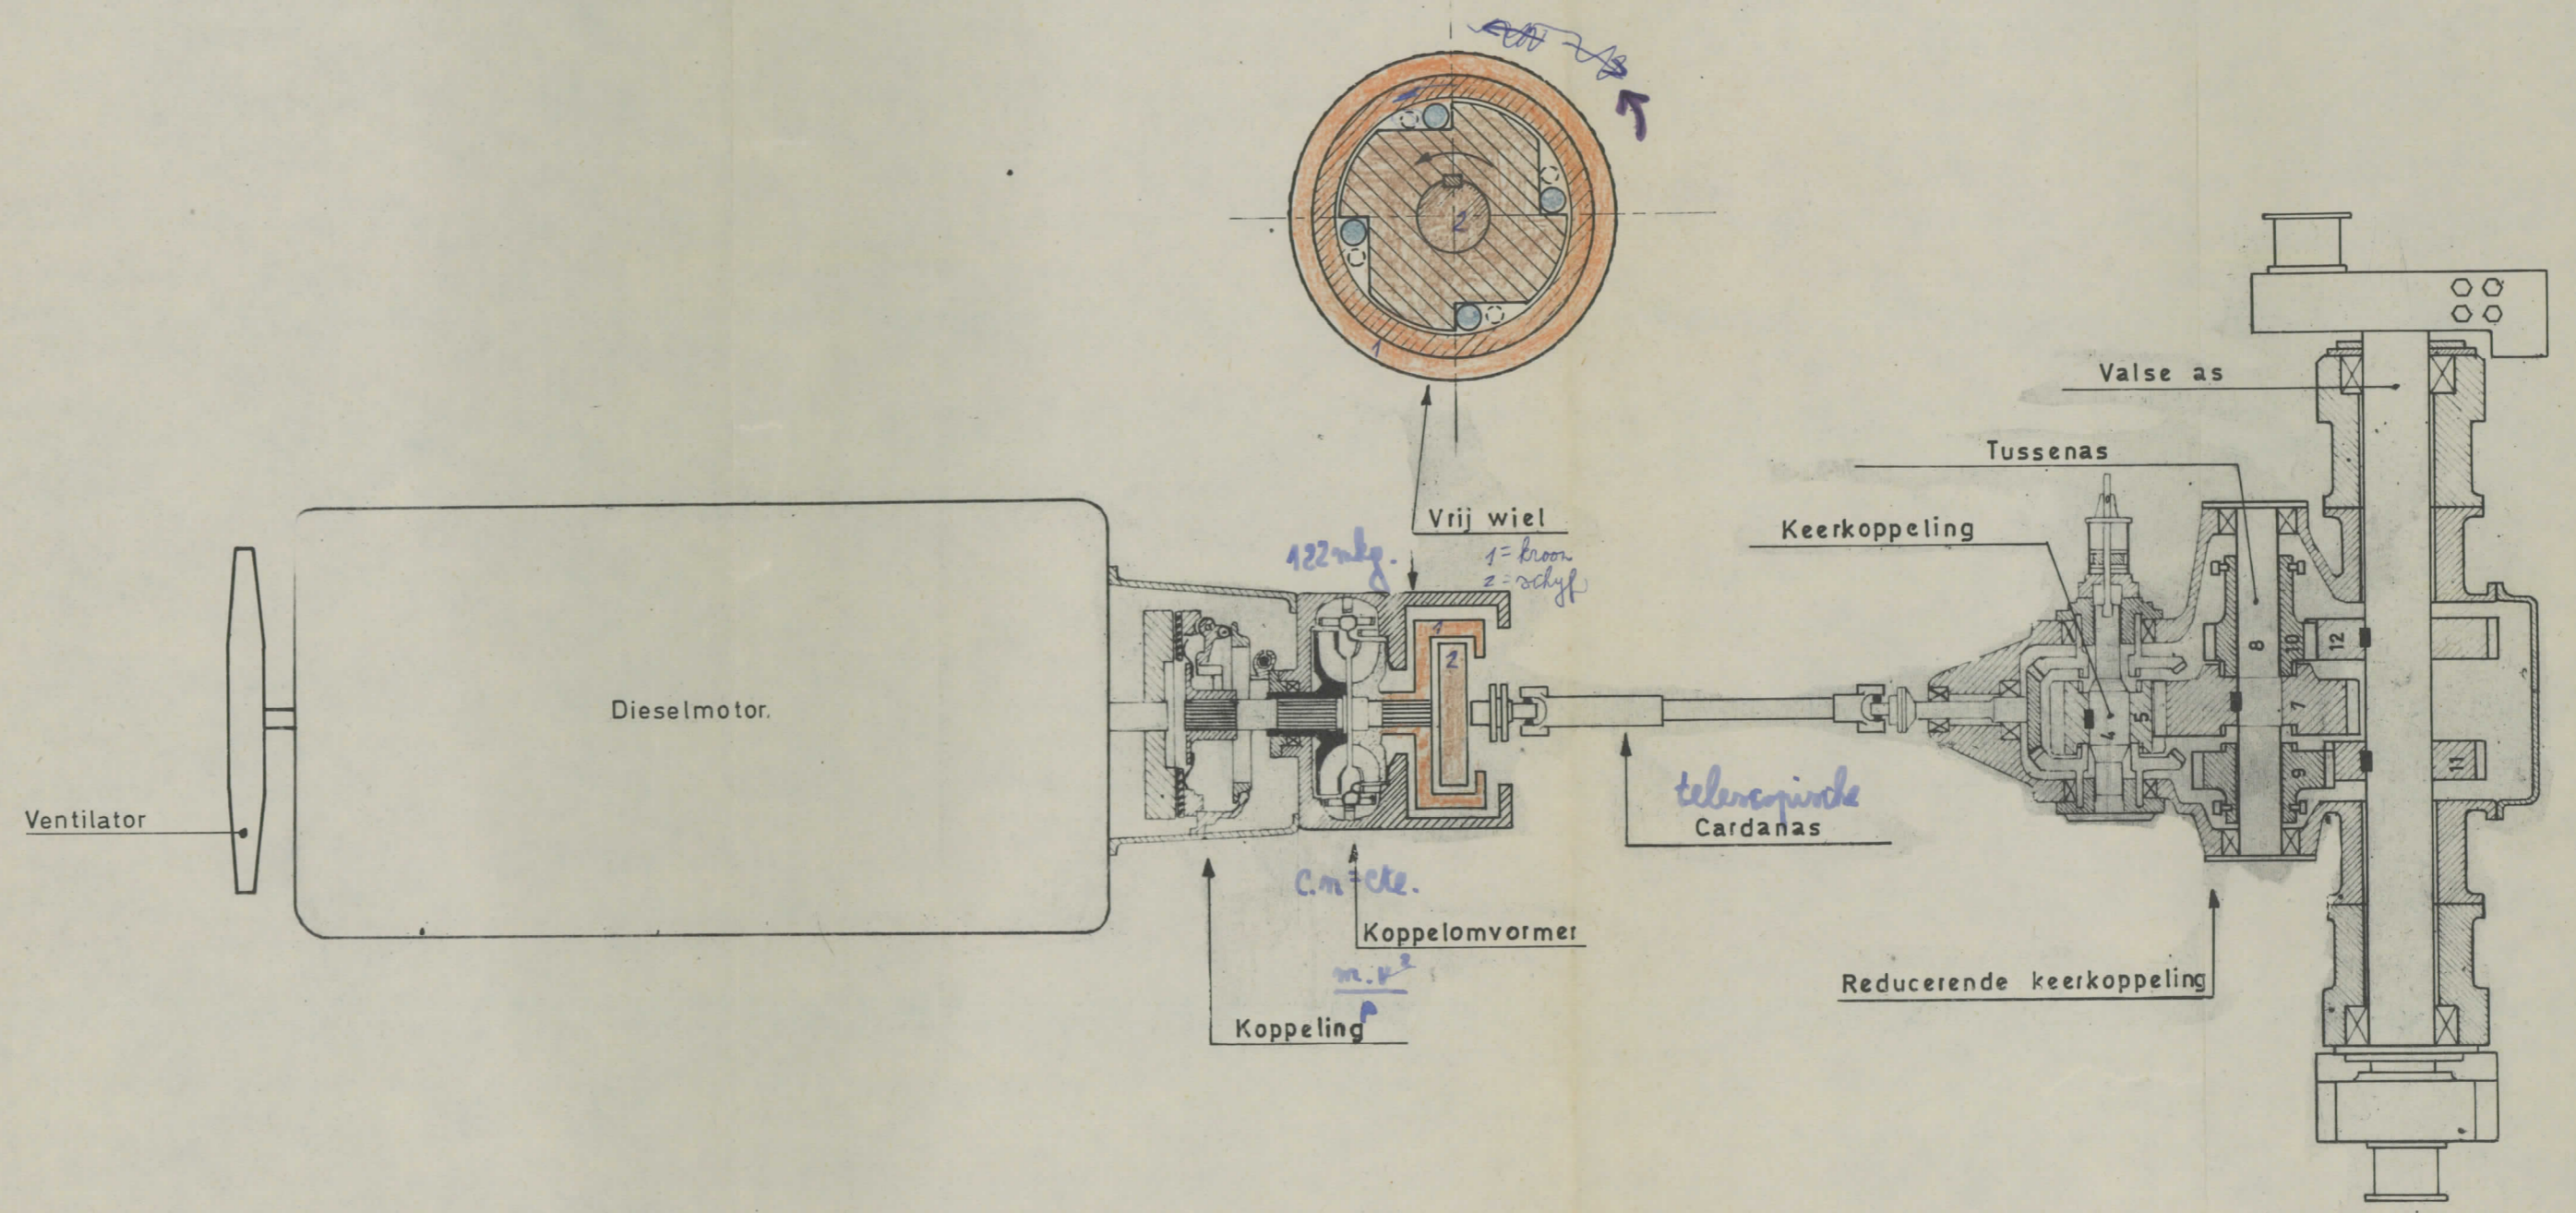 2
1
Valse as
Tussenas
Keerkoppeling
Vrij wiel
1 = kroon
2 = schyf
122 mkg.
1
2
Dieselmotor.
Ventilator
telescopische
Cardanas
C.n = cte.
Koppelomvormer
m.v²
Koppeling
Reducerende keerkoppeling
4
5
7
8
9
10
11
12